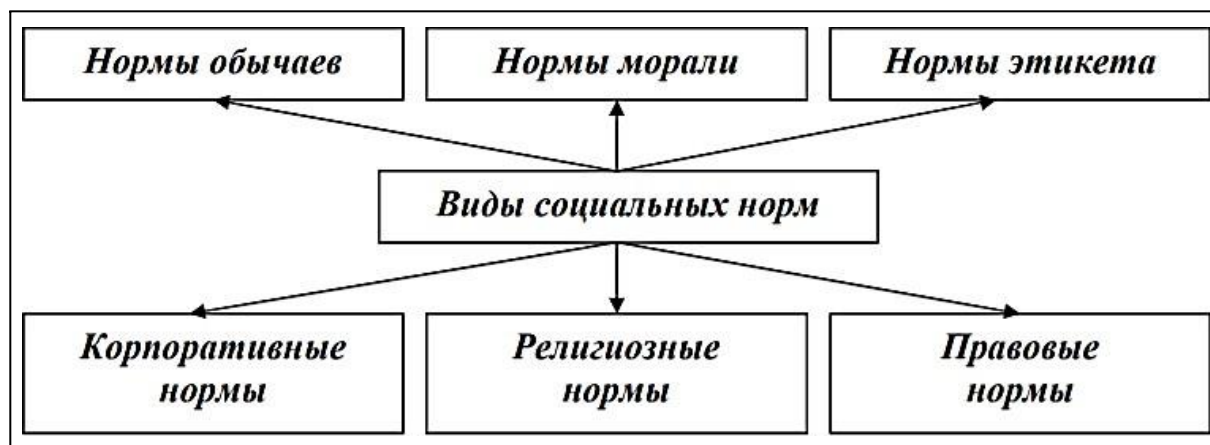 Нормы обычаев
Нормы морали
Нормы этикета
Виды социальных норм
Корпоративные
нормы
Религиозные
нормы
Правовые
нормы